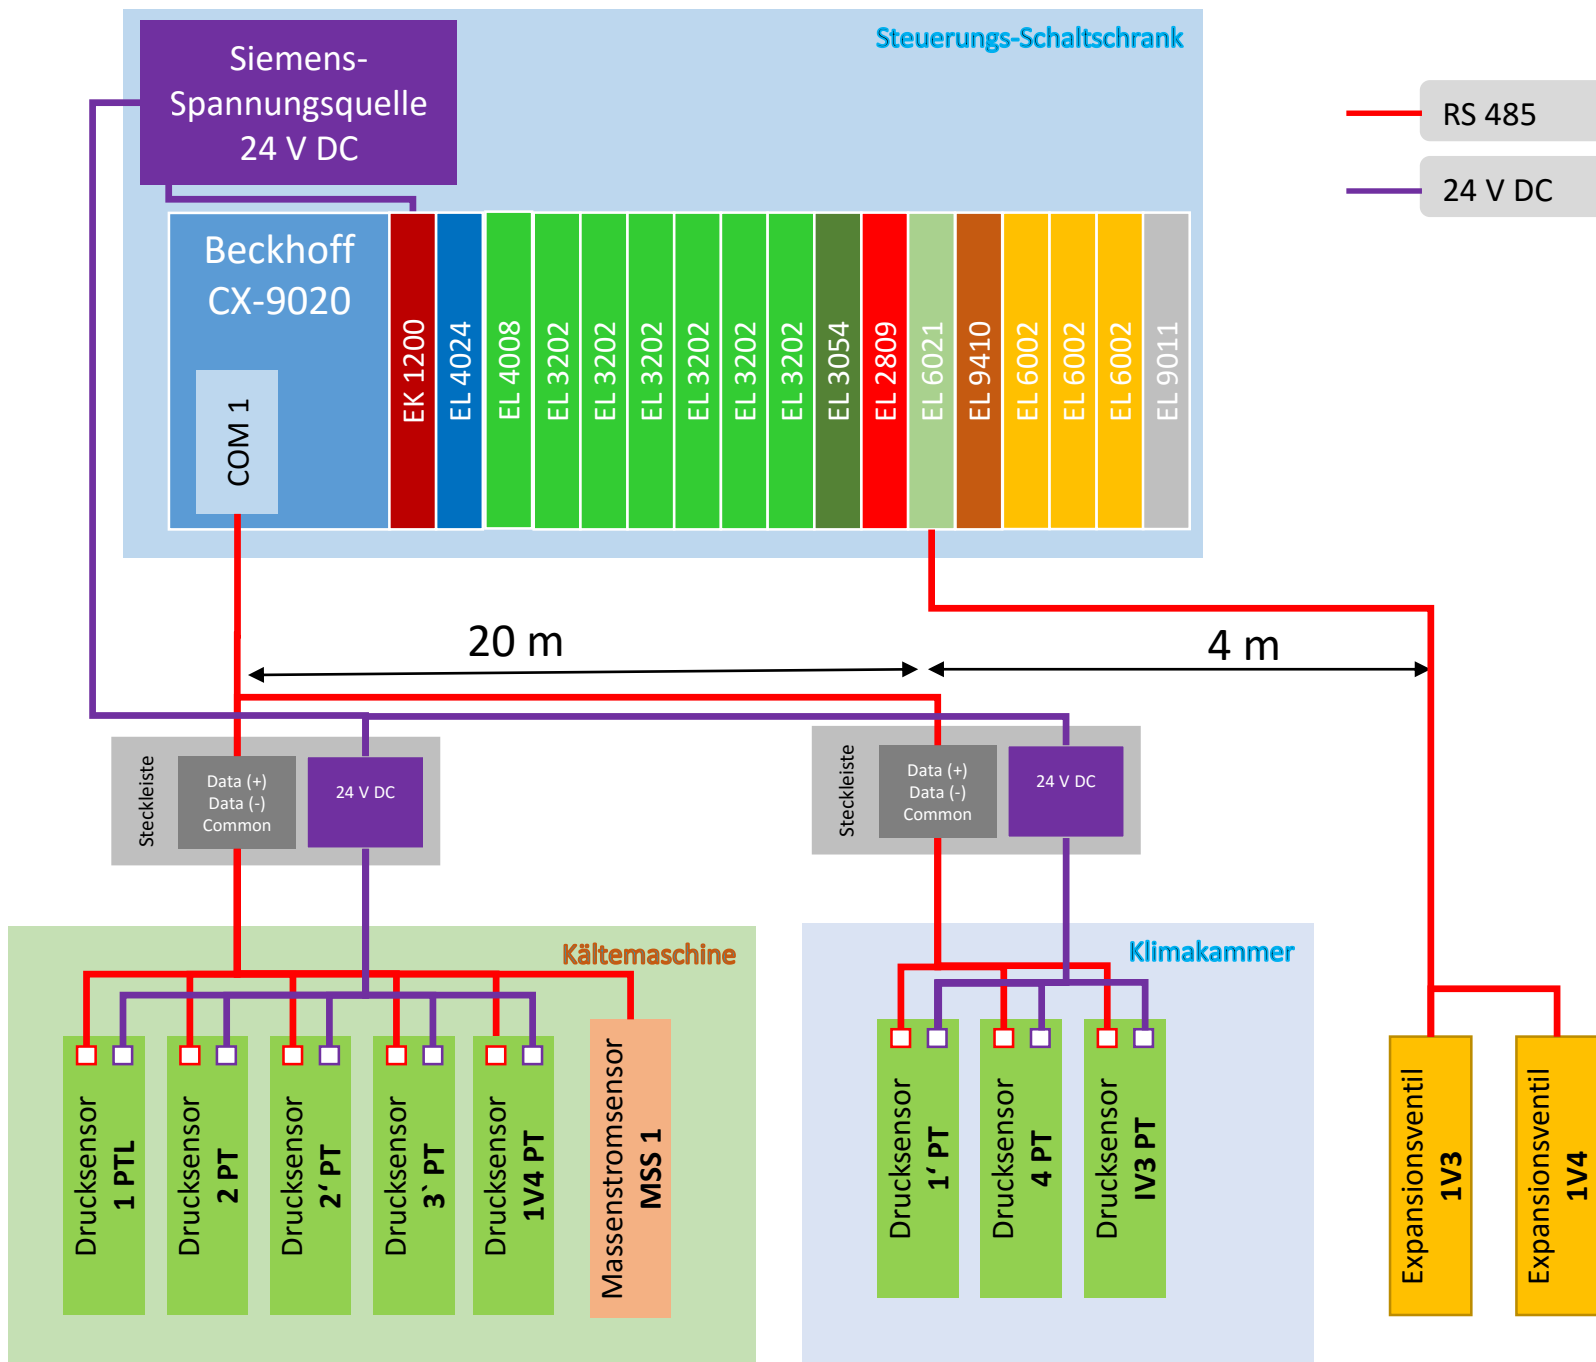 Steuerungs-Schaltschrank
Siemens-
Spannungsquelle
24 V DC
RS 485
24 V DC
Beckhoff
CX-9020
COM 1
EK 1200
EL 4024
EL 4008
EL 3202
EL 3202
EL 3202
EL 3202
EL 3202
EL 3202
EL 3054
EL 2809
EL 6021
EL 9410
EL 6002
EL 6002
EL 6002
EL 9011
20 m
4 m
Steckleiste
Data (+)
Data (-)
Common
24 V DC
Steckleiste
Data (+)
Data (-)
Common
24 V DC
Kältemaschine
Drucksensor
1 PTL
Drucksensor
2 PT
Drucksensor
2‘ PT
Drucksensor
3` PT
Drucksensor
1V4 PT
Massenstromsensor
MSS 1
Klimakammer
Drucksensor
1‘ PT
Drucksensor
4 PT
Drucksensor
IV3 PT
Expansionsventil
1V3
Expansionsventil
1V4